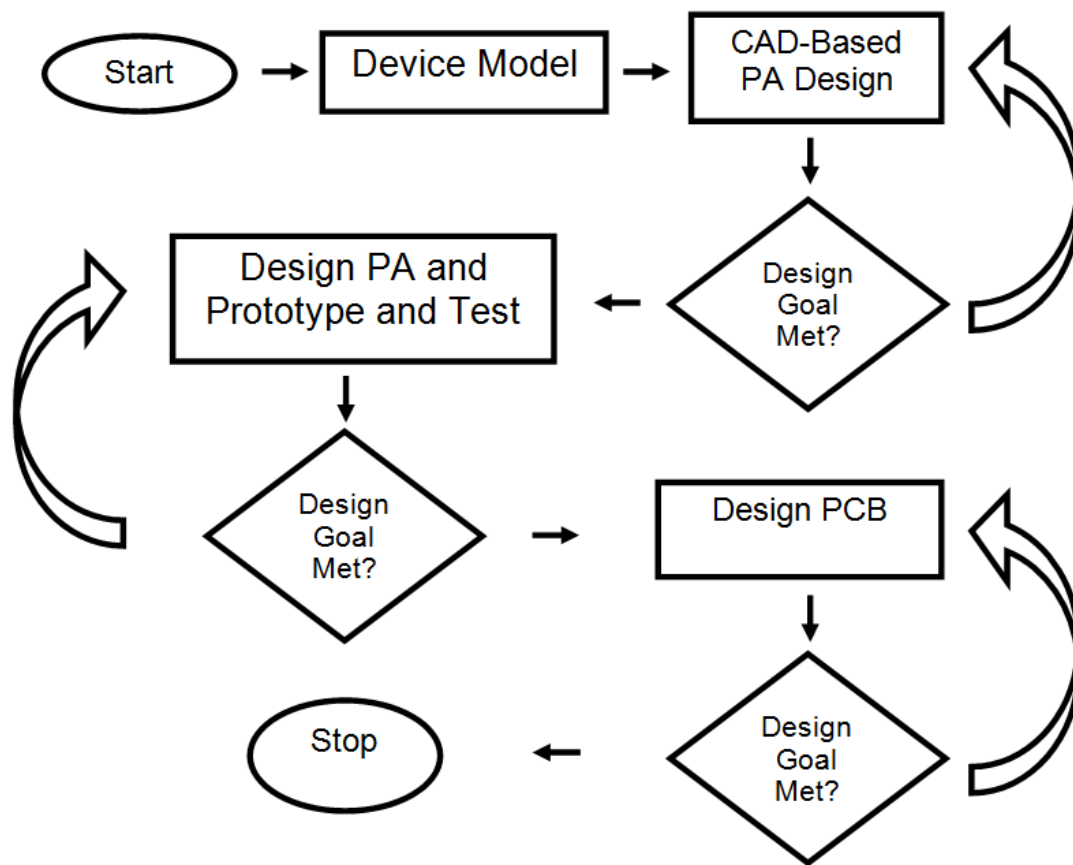 Start
Device Model
CAD-Based
PA Design
Design
Goal
Met?
Design PA and
Prototype and Test
Design
Goal
Met?
Design PCB
Design
Goal
Met?
Stop